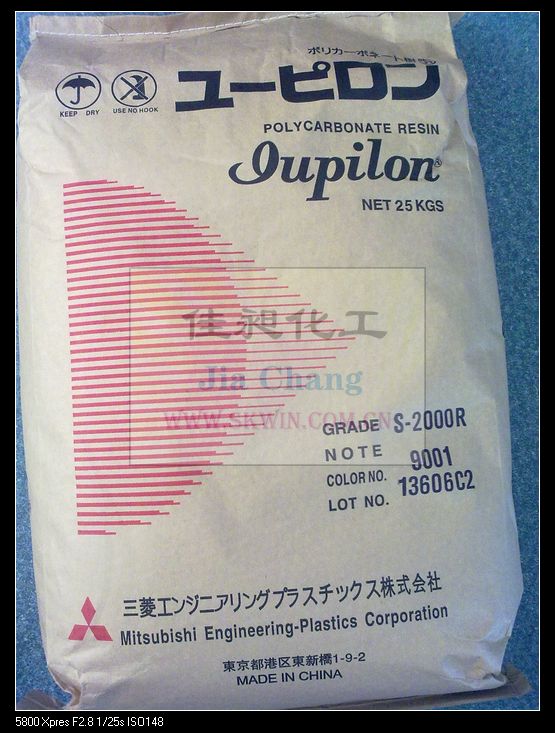 ポリカーボネート樹脂
ユーピロン
KEEP DRY
USE NO HOOK
POLYCARBONATE RESIN
Iupilon®
NET 25 KGS
佳昶化工
Jia Chang
WWW.SKWIN.COM.CN
GRADE S-2000R
NOTE
COLOR NO. 9001
LOT NO. 13606C2
三菱エンジニアリングプラスチックス株式会社
Mitsubishi Engineering-Plastics Corporation
東京都港区東新橋1-9-2
MADE IN CHINA
5800 Xpres F2.8 1/25s ISO148